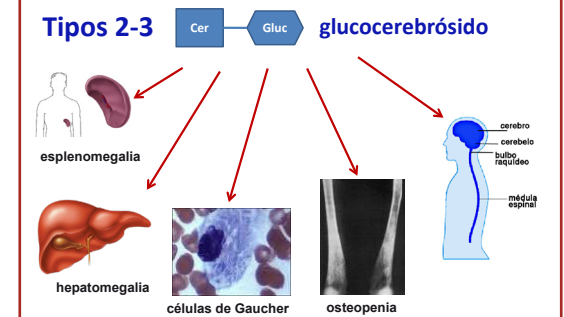 Tipos 2-3
Cer
Gluc
glucocerebrósido
esplenomegalia
cerebro
cerebelo
bulbo
raquídeo
médula
espinal
hepatomegalia
células de Gaucher
osteopenia